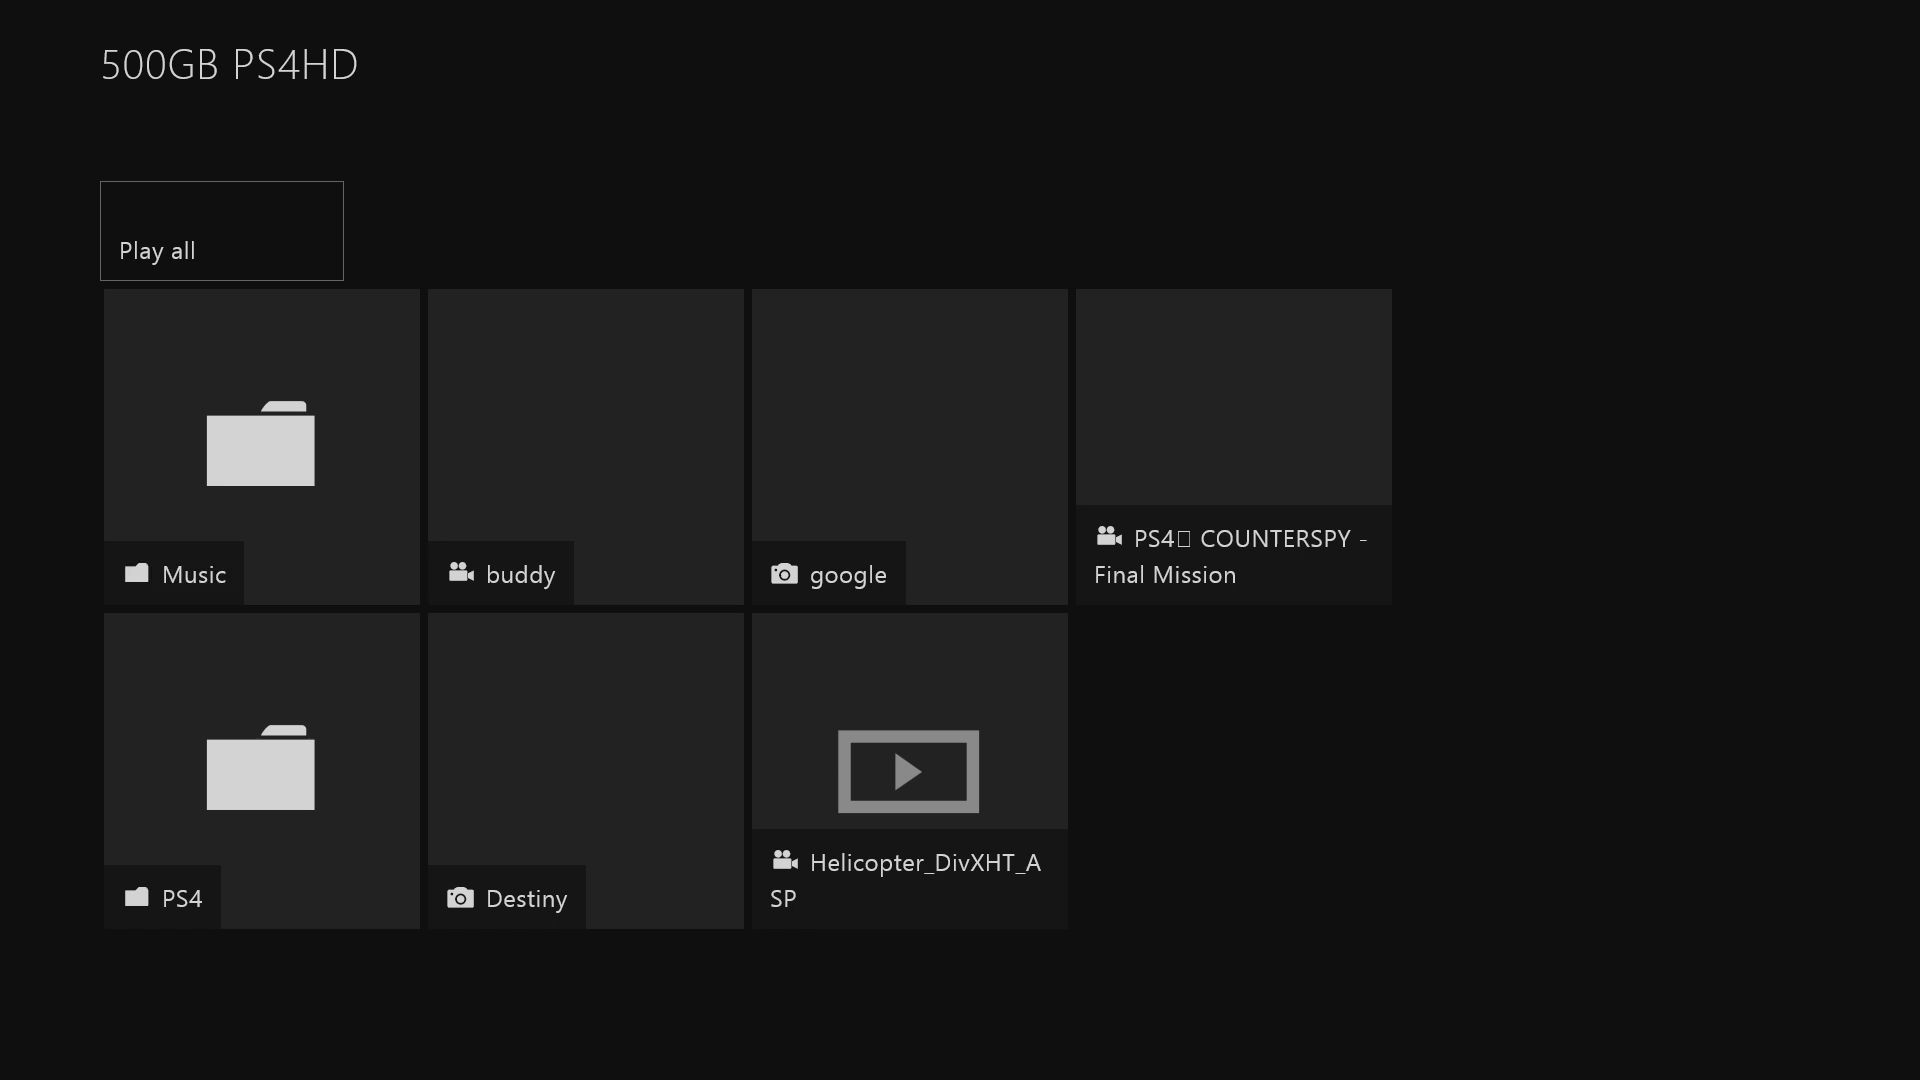 500GB PS4HD
Play all
Music
buddy
google
PS4▯ COUNTERSPY -
Final Mission
PS4
Destiny
Helicopter_DivXHT_A
SP